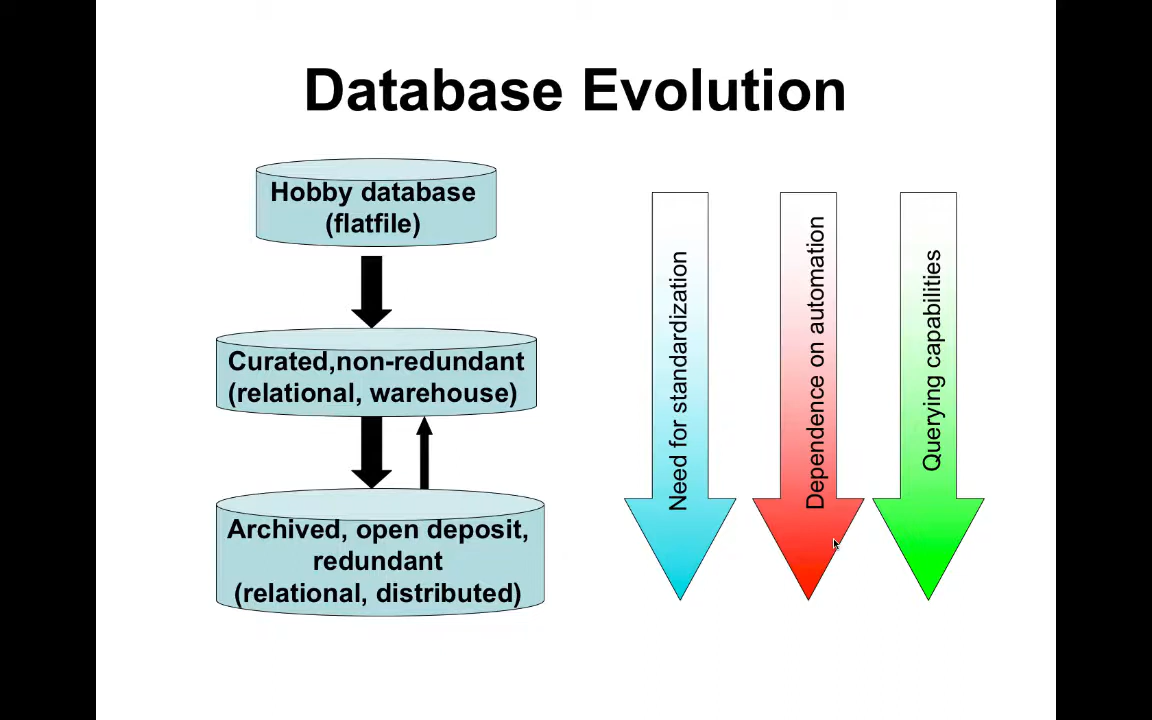 Database Evolution
Hobby database
(flatfile)
Curated,non-redundant
(relational, warehouse)
Archived, open deposit,
redundant
(relational, distributed)
Need for standardization
Dependence on automation
Querying capabilities